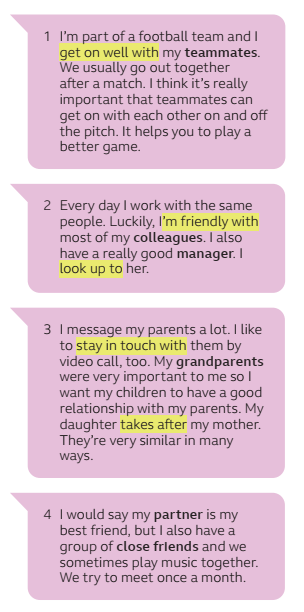 1 I'm part of a football team and I
get on well with my teammates.
We usually go out together
after a match. I think it's really
important that teammates can
get on with each other on and off
the pitch. It helps you to play a
better game.
2 Every day I work with the same
people. Luckily, I'm friendly with
most of my colleagues. I also
have a really good manager. I
look up to her.
3 I message my parents a lot. I like
to stay in touch with them by
video call, too. My grandparents
were very important to me so I
want my children to have a good
relationship with my parents. My
daughter takes after my mother.
They're very similar in many
ways.
4 I would say my partner is my
best friend, but I also have a
group of close friends and we
sometimes play music together.
We try to meet once a month.